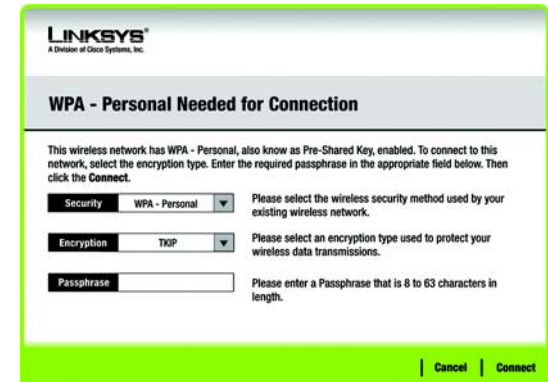 LINKSYS®
A Division of Cisco Systems, Inc.
WPA - Personal Needed for Connection
This wireless network has WPA - Personal, also know as Pre-Shared Key, enabled. To connect to this
network, select the encryption type. Enter the required passphrase in the appropriate field below. Then
click the Connect.
Security WPA - Personal Please select the wireless security method used by your
existing wireless network.
Encryption TKIP Please select an encryption type used to protect your
wireless data transmissions.
Passphrase Please enter a Passphrase that is 8 to 63 characters in
length.
Cancel Connect